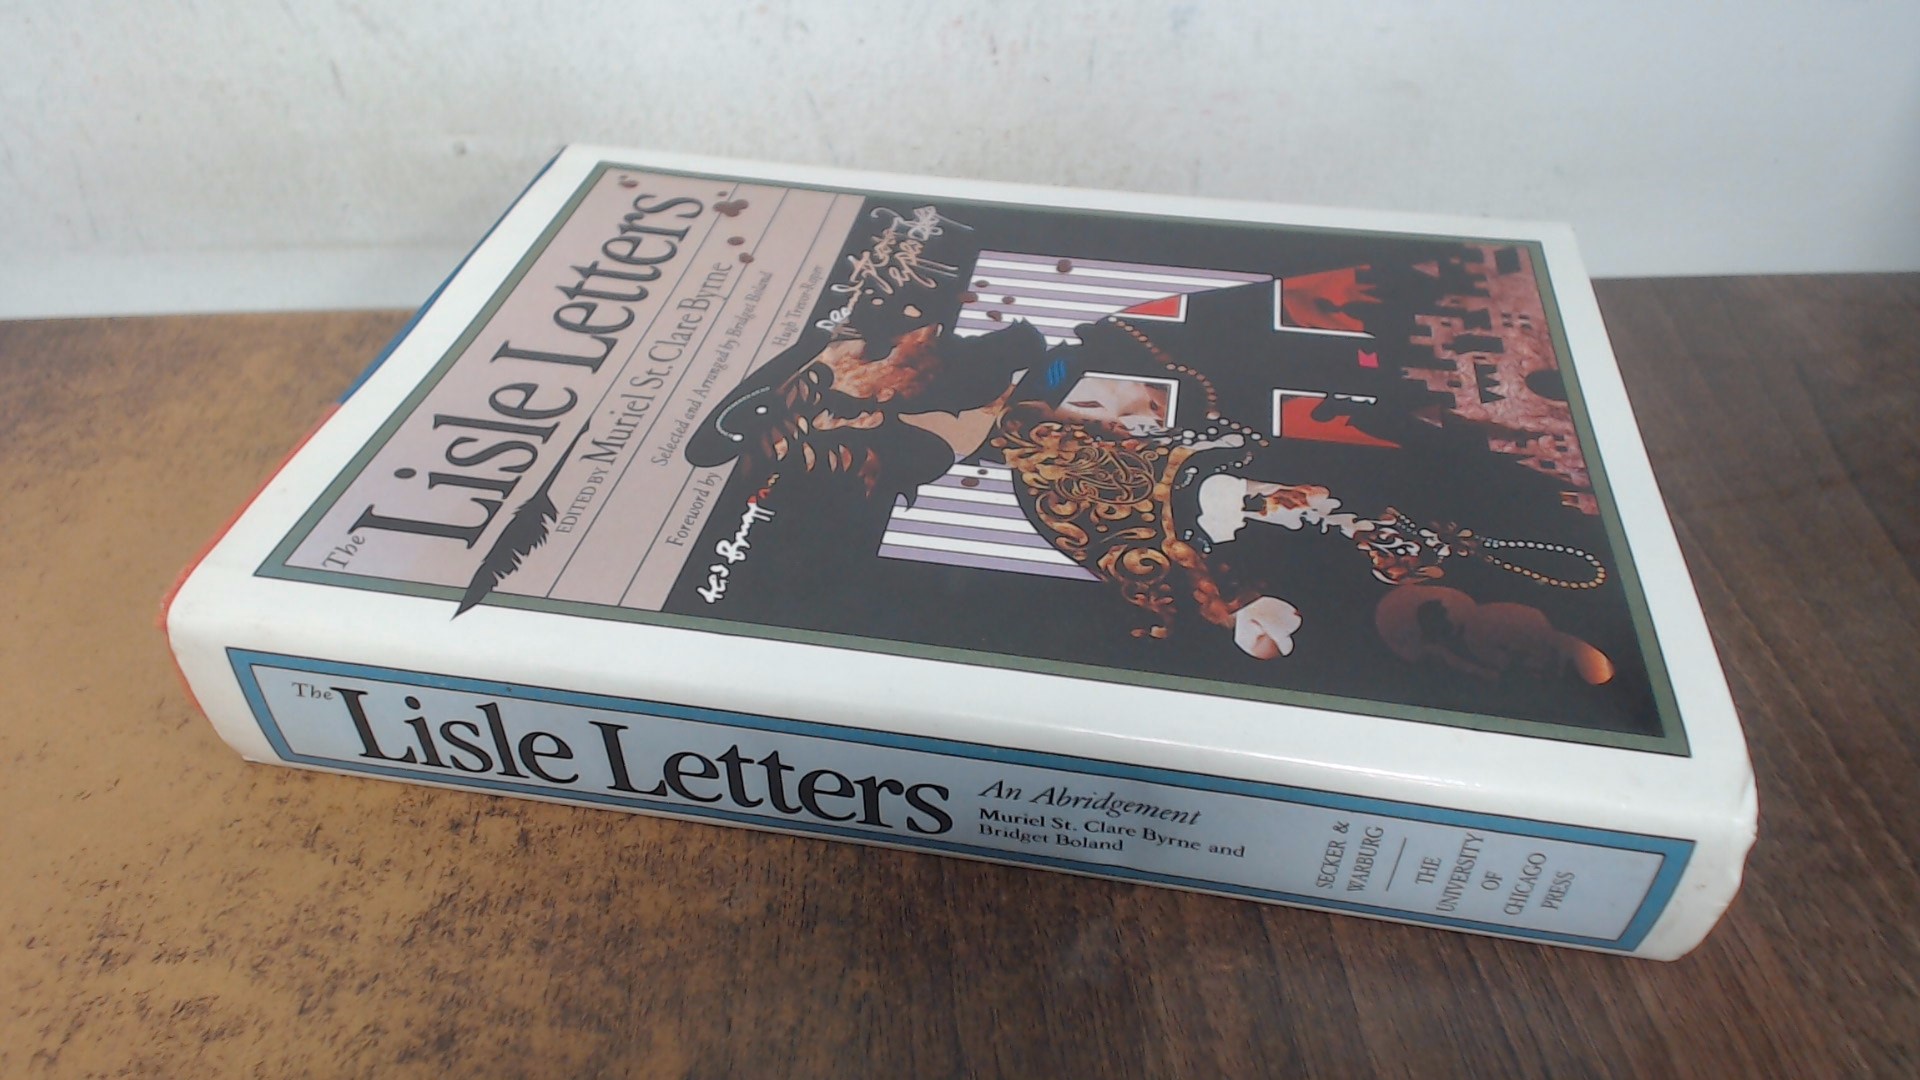 The
Lisle Letters
EDITED BY Muriel St. Clare Byrne
Selected and Arranged by Bridget Boland
Foreword by Hugh Trevor-Roper
The Lisle Letters
An Abridgement
Muriel St. Clare Byrne and
Bridget Boland
SECKER &
WARBURG
THE
UNIVERSITY
OF
CHICAGO
PRESS